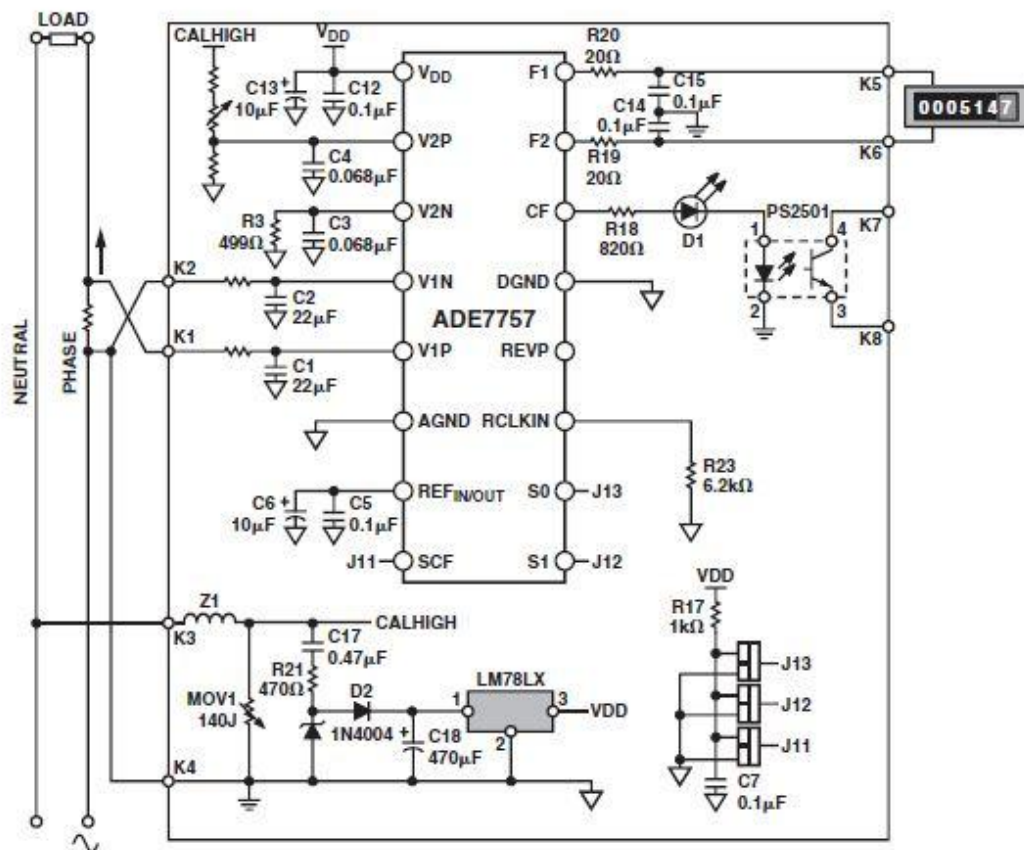 LOAD
CALHIGH
VDD
C13
10μF
+
C12
0.1μF
C4
0.068μF
R3
499Ω
C3
0.068μF
K2
C2
22μF
K1
C1
22μF
NEUTRAL
PHASE
C6
10μF
+
C5
0.1μF
J11
VDD
V2P
V2N
V1N
V1P
AGND
REFIN/OUT
SCF
ADE7757
F1
F2
CF
DGND
REVP
RCLKIN
S0
S1
R20
20Ω
C15
0.1μF
C14
0.1μF
R19
20Ω
K5
K6
0005147
R18
820Ω
D1
PS2501
1
4
2
3
K7
K8
R23
6.2kΩ
J13
J12
Z1
K3
CALHIGH
C17
0.47μF
R21
470Ω
MOV1
140J
D2
1N4004
+
C18
470μF
LM78LX
1
3
2
VDD
K4
VDD
R17
1kΩ
J13
J12
J11
C7
0.1μF